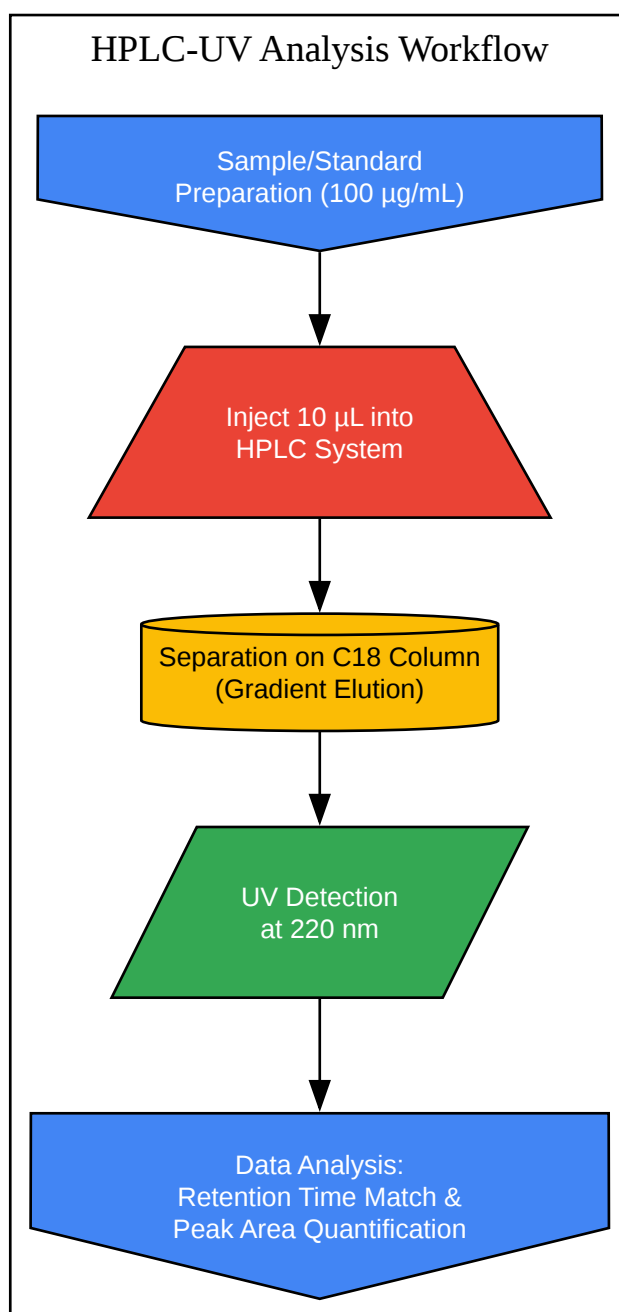 HPLC-UV Analysis Workflow
Sample/Standard
Preparation (100 µg/mL)
Inject 10 µL into
HPLC System
Separation on C18 Column
(Gradient Elution)
UV Detection
at 220 nm
Data Analysis:
Retention Time Match &
Peak Area Quantification